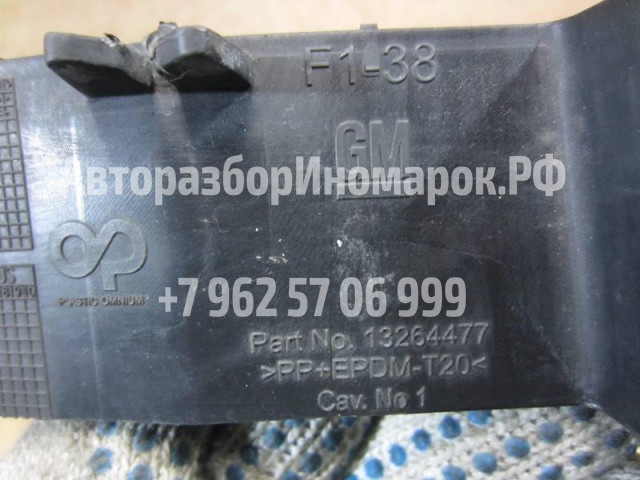 F1-38
GM
АвторазборИномарок.РФ
PLASTIC OMNIUM
+7 962 57 06 999
Part No. 13264477
>PP+EPDM-T20<
Cav. No 1